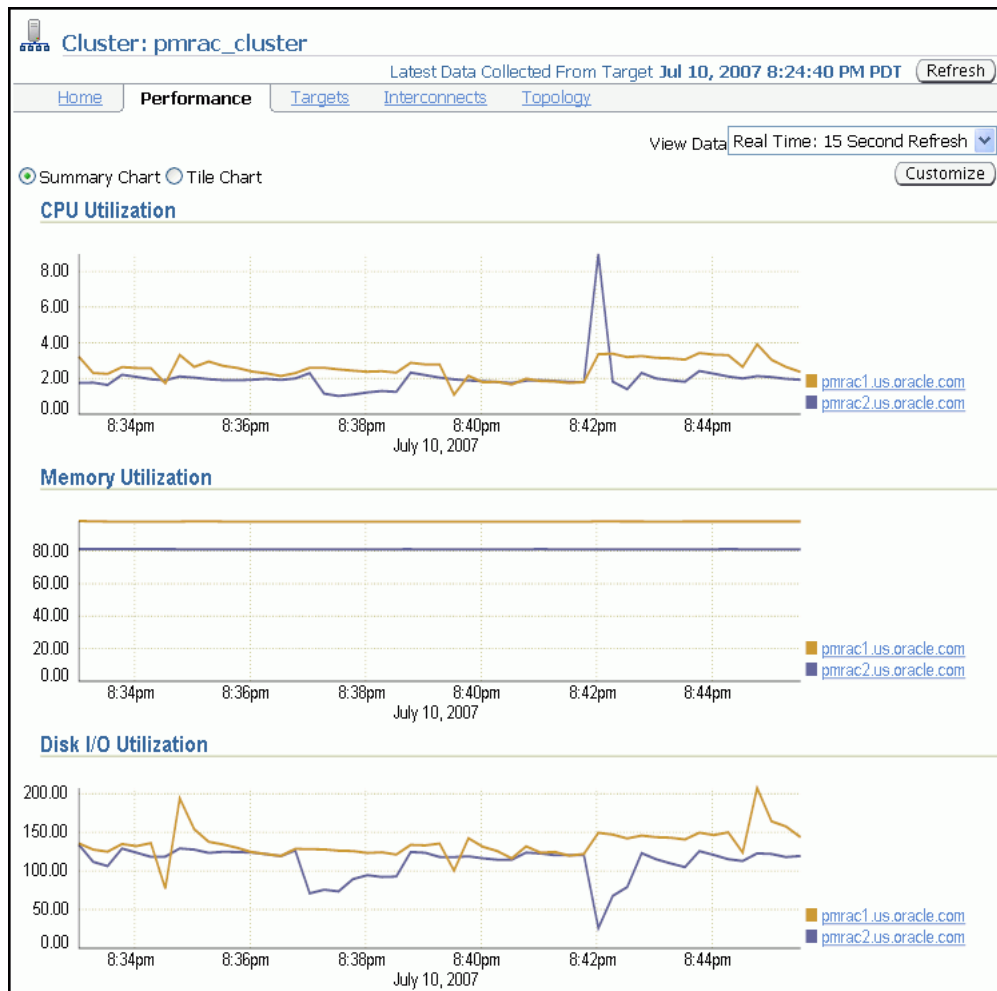 Cluster: pmrac_cluster
Latest Data Collected From Target Jul 10, 2007 8:24:40 PM PDT Refresh
Home Performance Targets Interconnects Topology
View Data Real Time: 15 Second Refresh
Summary Chart Tile Chart Customize
CPU Utilization
8.00
6.00
4.00
2.00
0.00
pmrac1.us.oracle.com
pmrac2.us.oracle.com
8:34pm 8:36pm 8:38pm 8:40pm 8:42pm 8:44pm
July 10, 2007
Memory Utilization
80.00
60.00
40.00
20.00
0.00
pmrac1.us.oracle.com
pmrac2.us.oracle.com
8:34pm 8:36pm 8:38pm 8:40pm 8:42pm 8:44pm
July 10, 2007
Disk I/O Utilization
200.00
150.00
100.00
50.00
0.00
pmrac1.us.oracle.com
pmrac2.us.oracle.com
8:34pm 8:36pm 8:38pm 8:40pm 8:42pm 8:44pm
July 10, 2007